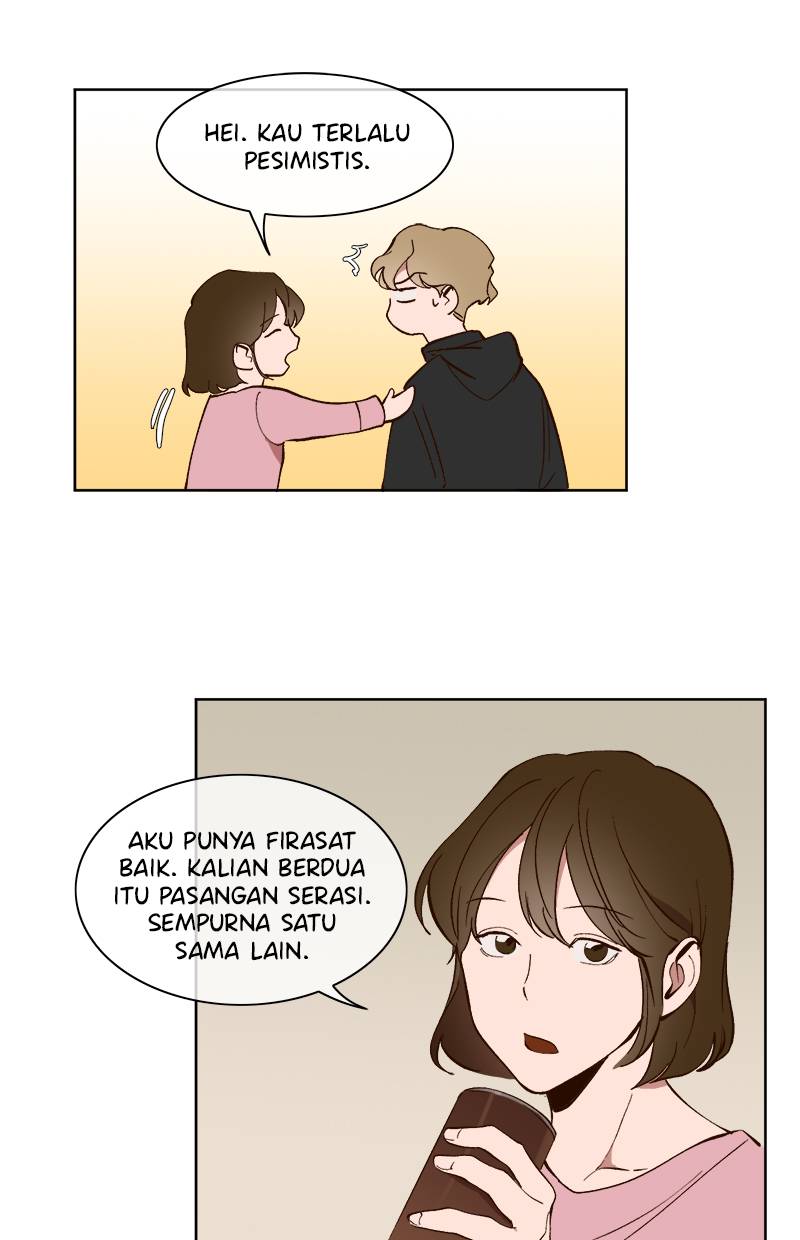 HEI. KAU TERLALU
PESIMISTIS.
AKU PUNYA FIRASAT
BAIK. KALIAN BERDUA
ITU PASANGAN SERASI.
SEMPURNA SATU
SAMA LAIN.